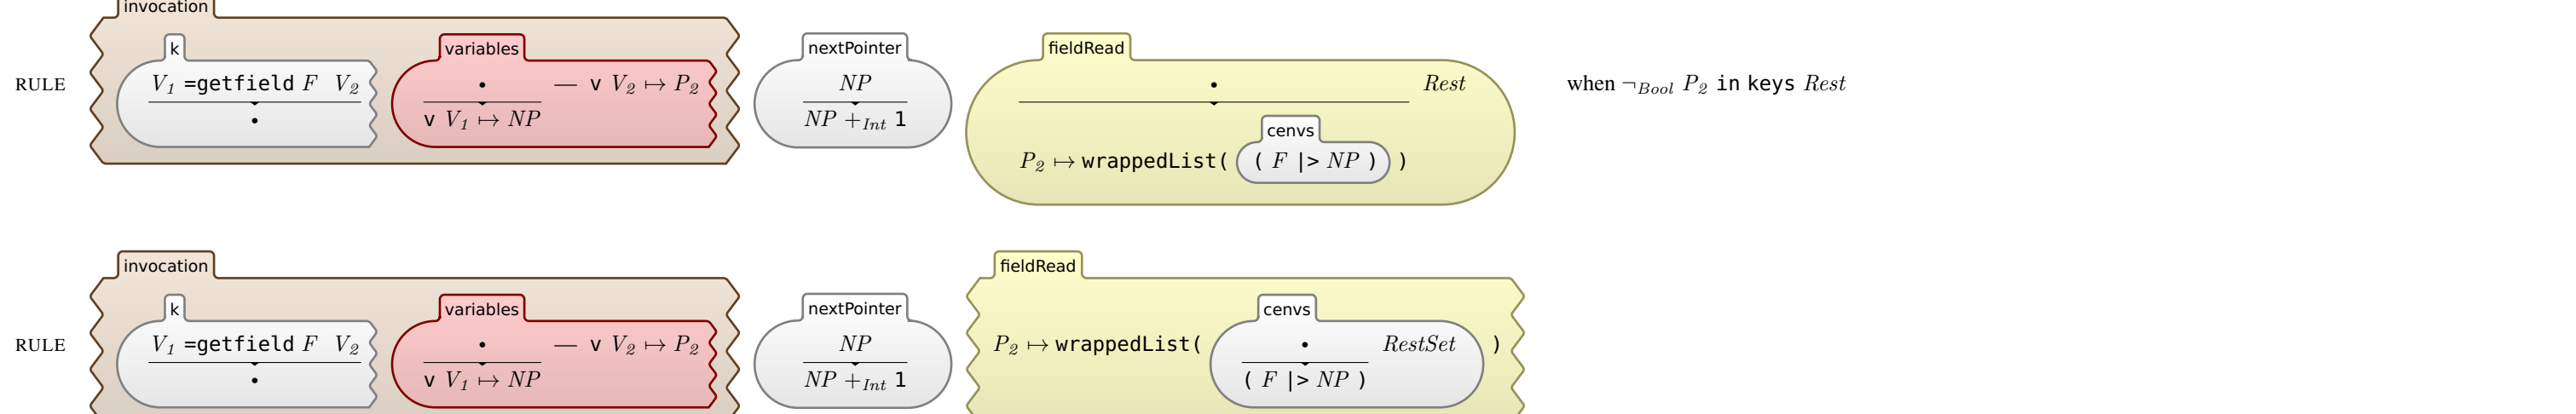 invocation
k variables nextPointer fieldRead
RULE V₁ =getfield F V₂ • — v V₂ ↦ P₂ NP • Rest when ¬Bool P₂ in keys Rest
• v V₁ ↦ NP NP +Int 1
cenvs
P₂ ↦ wrappedList( ( F |> NP ) )
invocation fieldRead
k variables nextPointer cenvs
RULE V₁ =getfield F V₂ • — v V₂ ↦ P₂ NP P₂ ↦ wrappedList( • RestSet )
• v V₁ ↦ NP NP +Int 1 ( F |> NP )